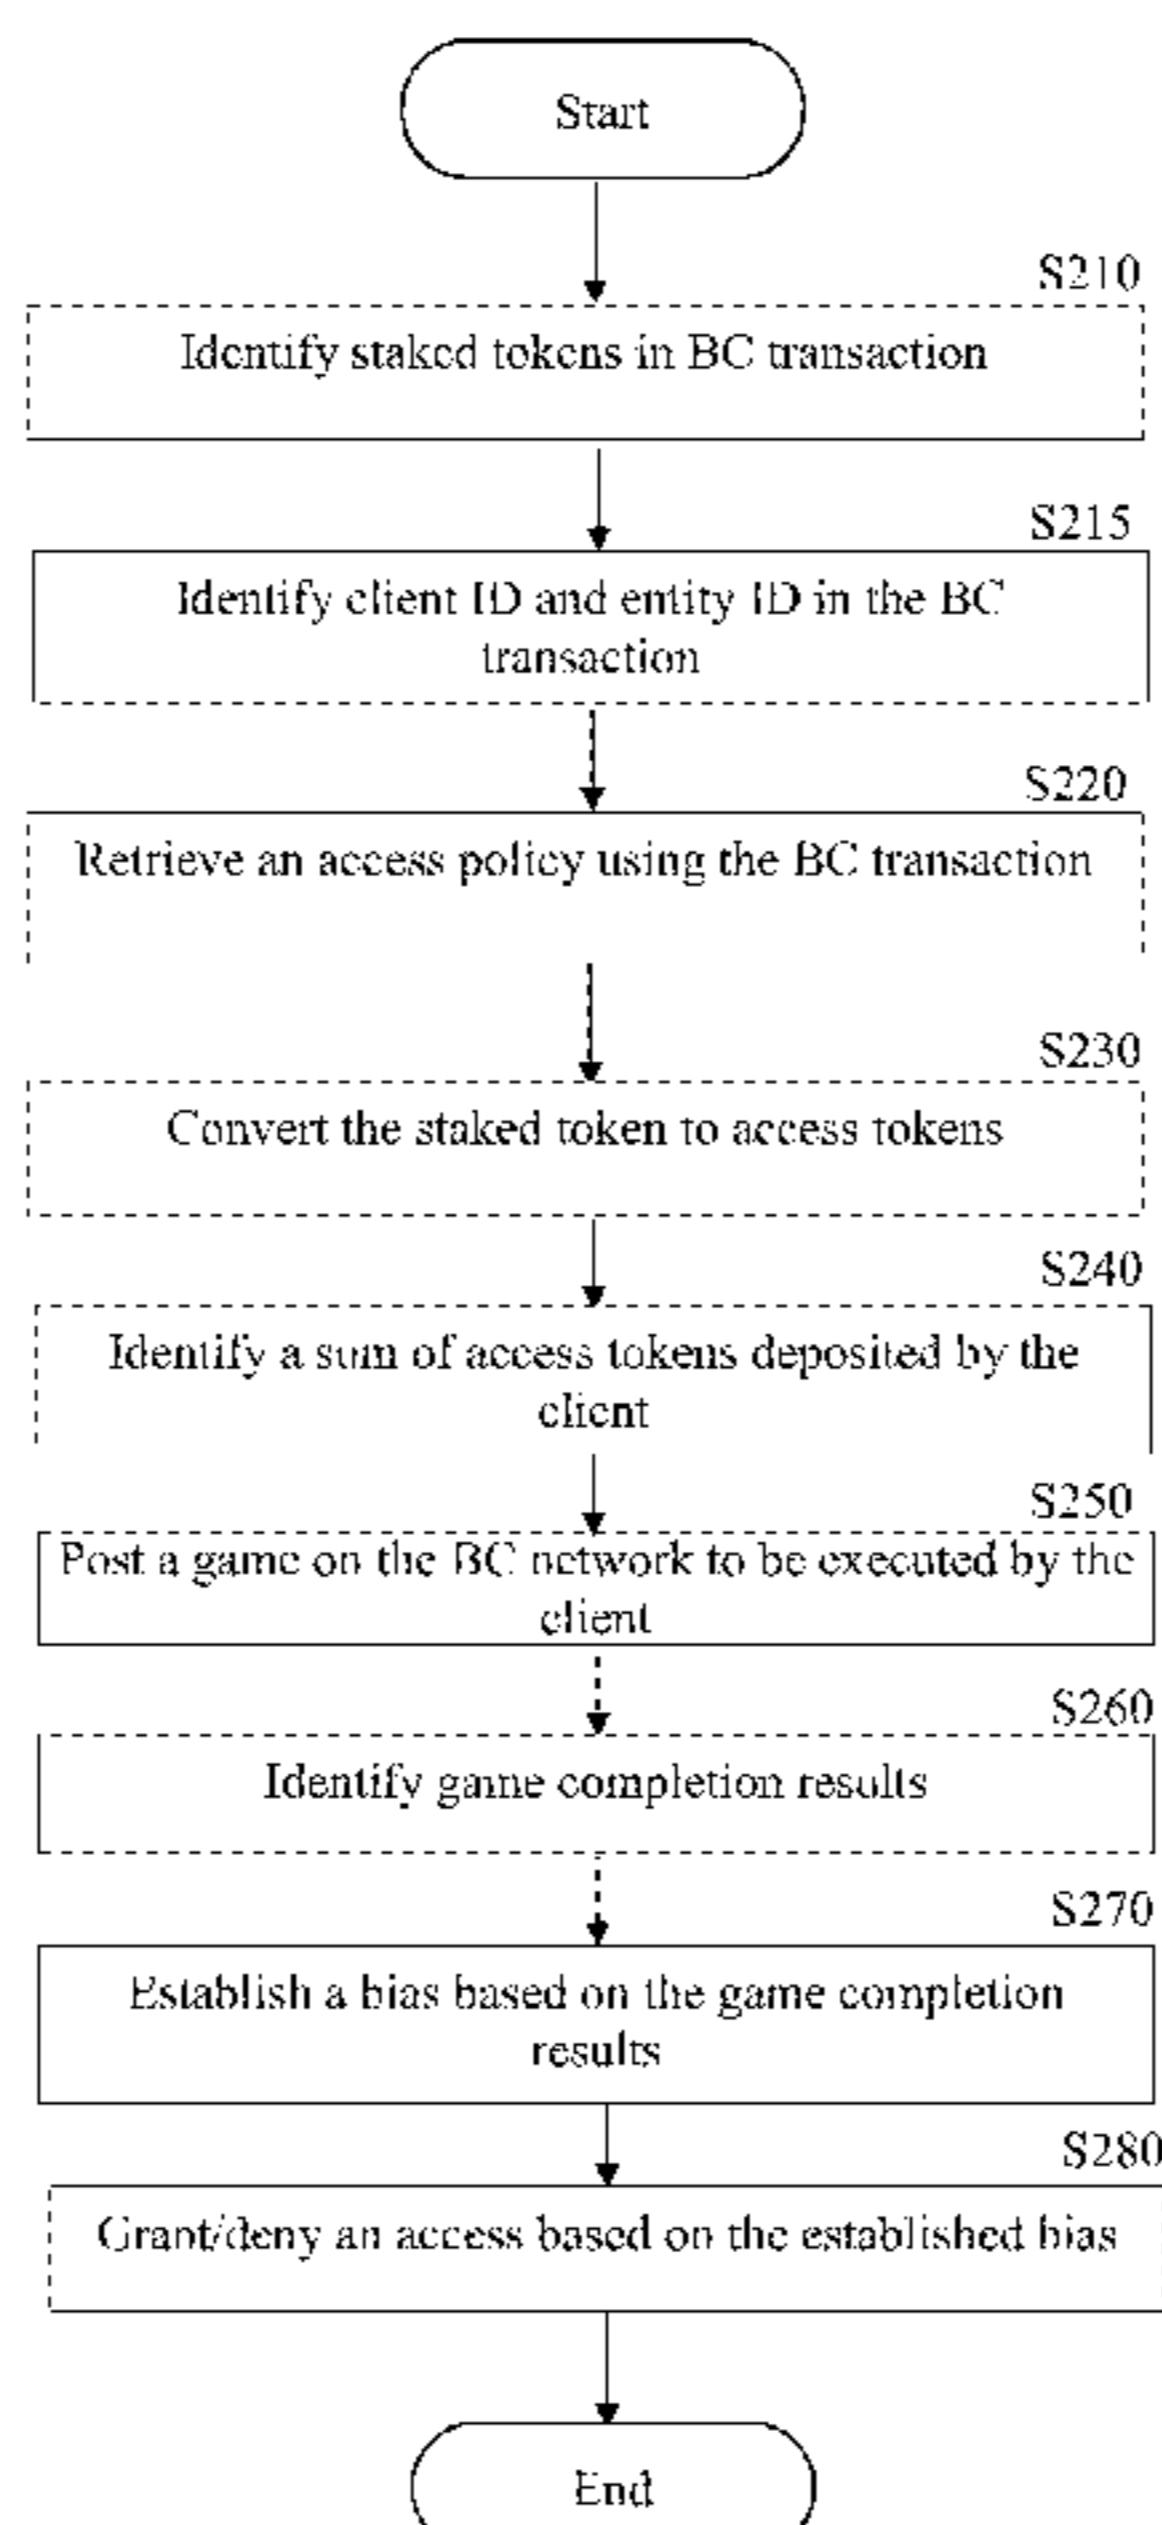 Start
S210
Identify staked tokens in BC transaction
S215
Identify client ID and entity ID in the BC
transaction
S220
Retrieve an access policy using the BC transaction
S230
Convert the staked token to access tokens
S240
Identify a sum of access tokens deposited by the
client
S250
Post a game on the BC network to be executed by the
client
S260
Identify game completion results
S270
Establish a bias based on the game completion
results
S280
Grant/deny an access based on the established bias
End